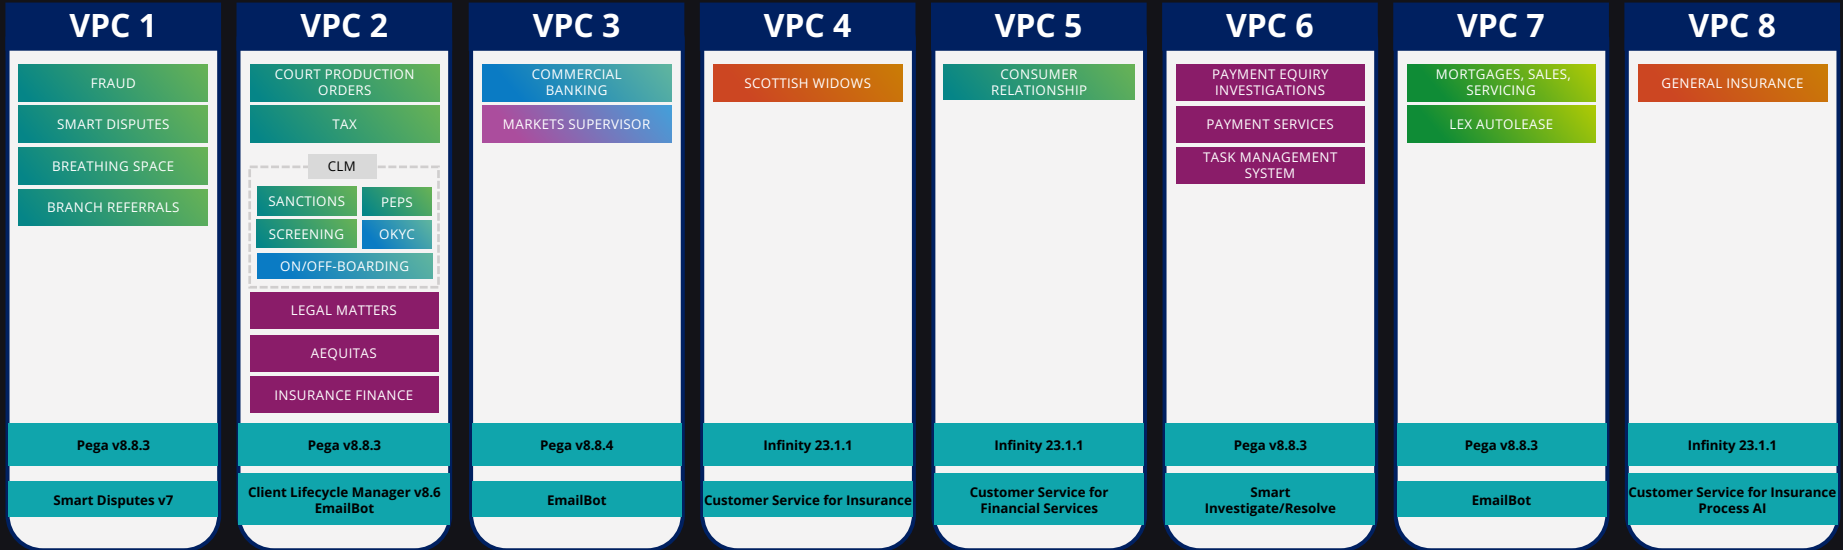 VPC 1
FRAUD
SMART DISPUTES
BREATHING SPACE
BRANCH REFERRALS
Pega v8.8.3
Smart Disputes v7
VPC 2
COURT PRODUCTION
ORDERS
TAX
CLM
SANCTIONS
PEPS
SCREENING
OKYC
ON/OFF-BOARDING
LEGAL MATTERS
AEQUITAS
INSURANCE FINANCE
Pega v8.8.3
Client Lifecycle Manager v8.6
EmailBot
VPC 3
COMMERCIAL
BANKING
MARKETS SUPERVISOR
Pega v8.8.4
EmailBot
VPC 4
SCOTTISH WIDOWS
Infinity 23.1.1
Customer Service for Insurance
VPC 5
CONSUMER
RELATIONSHIP
Infinity 23.1.1
Customer Service for
Financial Services
VPC 6
PAYMENT EQUIRY
INVESTIGATIONS
PAYMENT SERVICES
TASK MANAGEMENT
SYSTEM
Pega v8.8.3
Smart
Investigate/Resolve
VPC 7
MORTGAGES, SALES,
SERVICING
LEX AUTOLEASE
Pega v8.8.3
EmailBot
VPC 8
GENERAL INSURANCE
Infinity 23.1.1
Customer Service for Insurance
Process AI